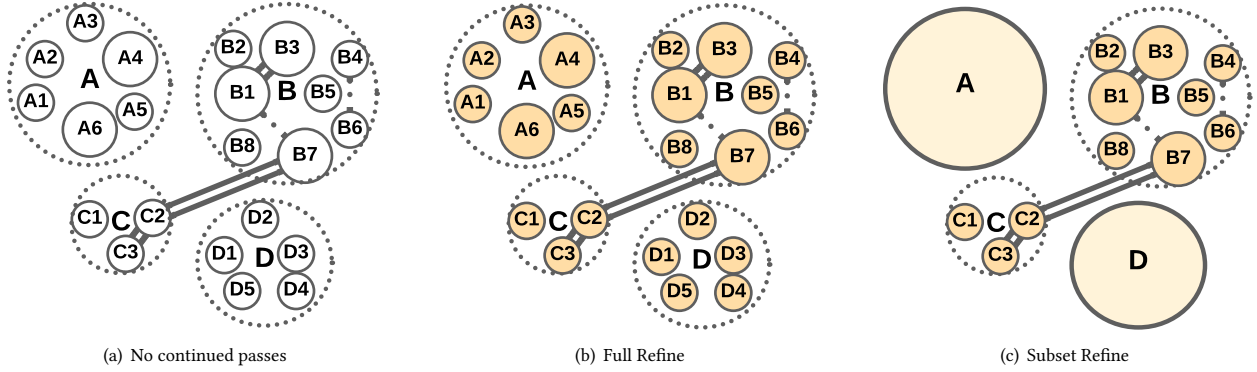 A3
A2
A4
A
A1
A5
A6
B2
B3
B4
B1
B
B5
B6
B8
B7
C1
C
C2
C3
D2
D1
D
D3
D5
D4
(a) No continued passes
A3
A2
A4
A
A1
A5
A6
B2
B3
B4
B1
B
B5
B6
B8
B7
C1
C
C2
C3
D2
D1
D
D3
D5
D4
(b) Full Refine
A
B2
B3
B4
B1
B
B5
B6
B8
B7
C1
C
C2
C3
D
(c) Subset Refine